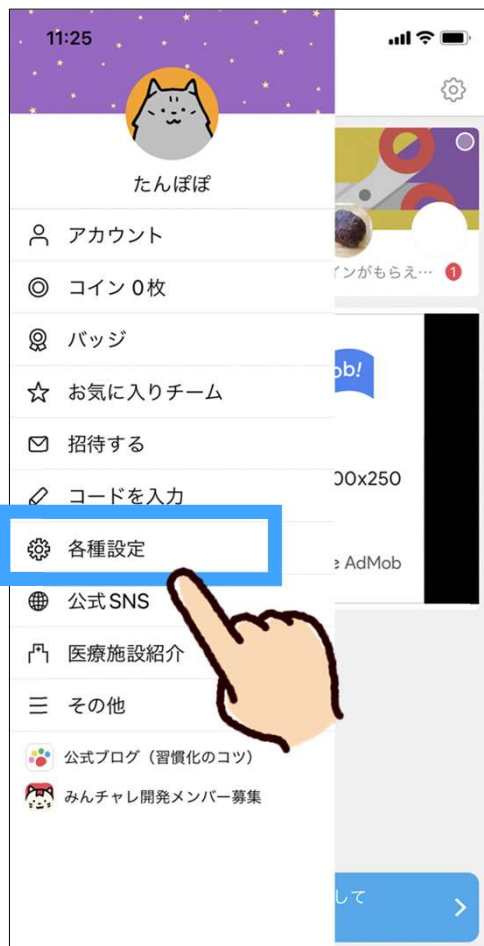 11:25
たんぽぽ
アカウント
コイン 0枚
インがもらえ… 1
バッジ
お気に入りチーム
ob!
招待する
00x250
コードを入力
各種設定
e AdMob
公式SNS
医療施設紹介
その他
公式ブログ（習慣化のコツ）
みんチャレ開発メンバー募集
して